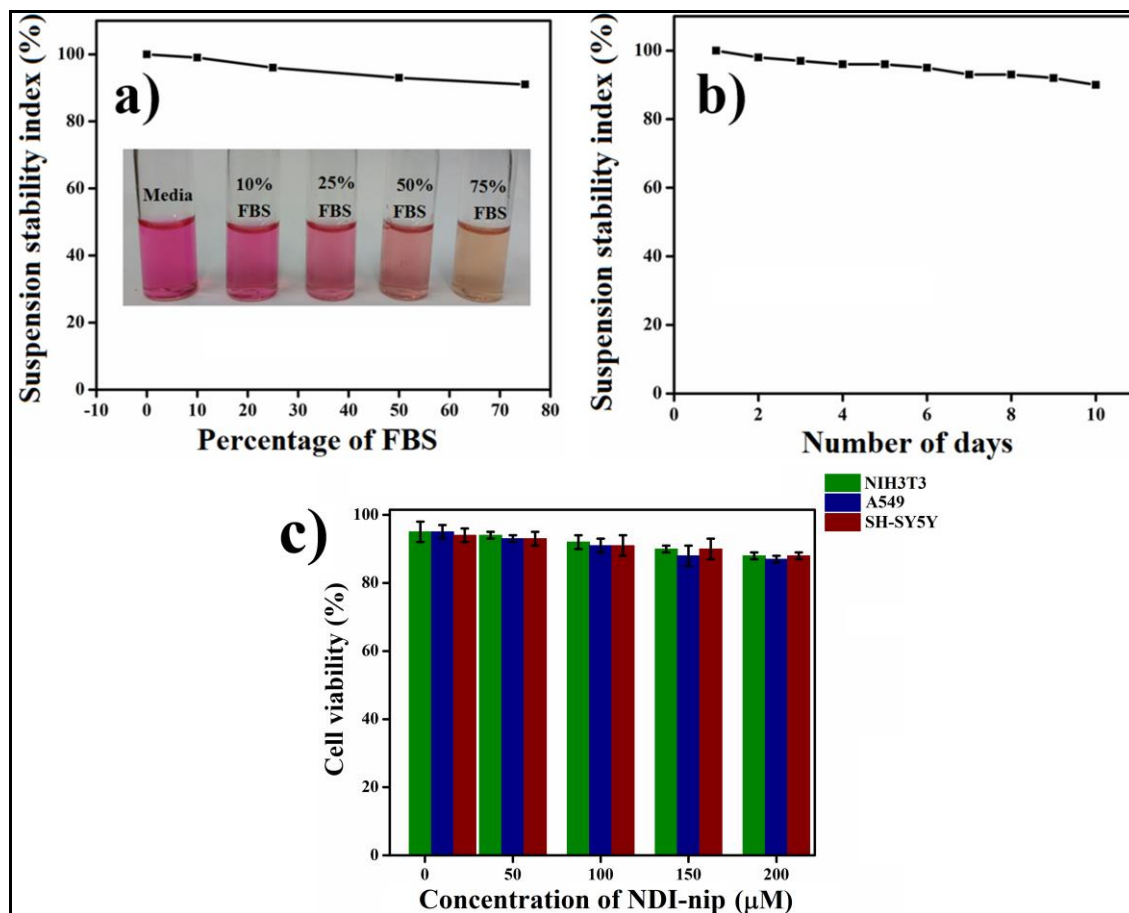 a)
Suspension stability index (%)
100
80
60
40
20
0
Media
10%
FBS
25%
FBS
50%
FBS
75%
FBS
-10 0 10 20 30 40 50 60 70 80
Percentage of FBS
b)
Suspension stability index (%)
100
80
60
40
20
0
0 2 4 6 8 10
Number of days
NIH3T3
A549
SH-SY5Y
c)
Cell viability (%)
100
80
60
40
20
0
0 50 100 150 200
Concentration of NDI-nip (µM)